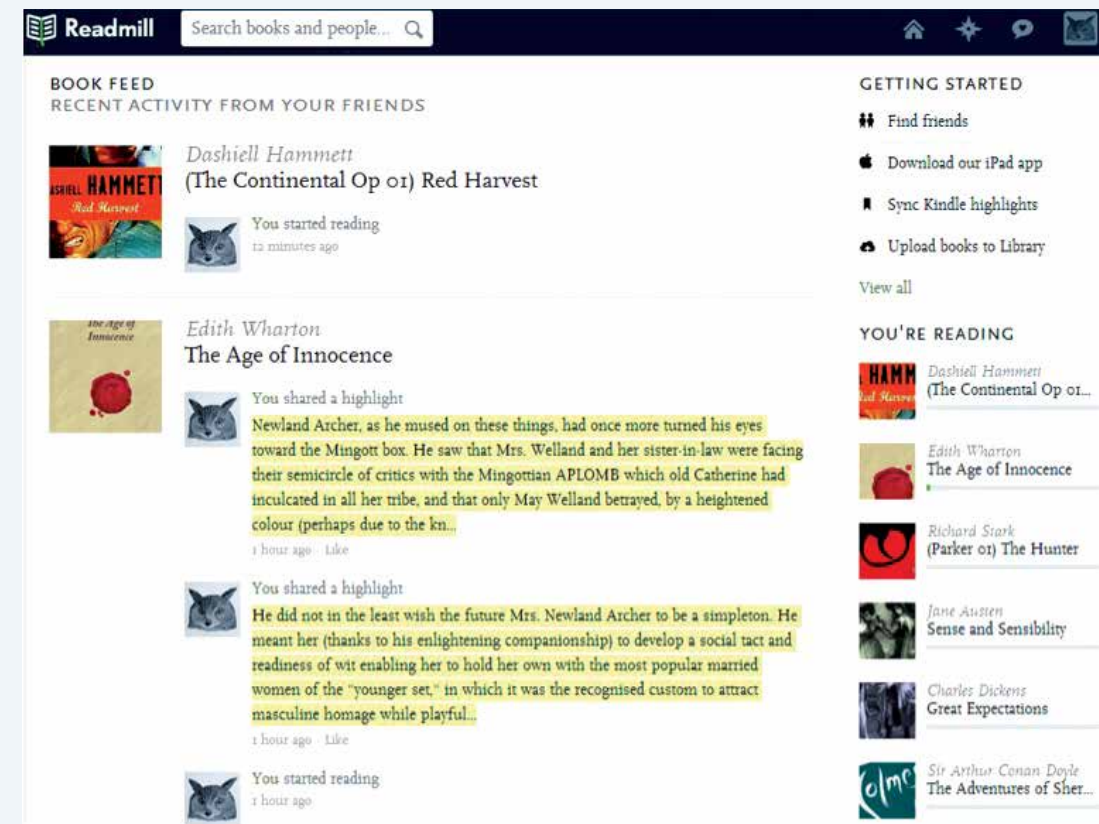 Readmill
Search books and people...
BOOK FEED
RECENT ACTIVITY FROM YOUR FRIENDS
HAMMETT
Red Harvest
Dashiell Hammett
(The Continental Op 01) Red Harvest
You started reading
12 minutes ago
The Age of
Innocence
Edith Wharton
The Age of Innocence
You shared a highlight
Newland Archer, as he mused on these things, had once more turned his eyes
toward the Mingott box. He saw that Mrs. Welland and her sister-in-law were facing
their semicircle of critics with the Mingottian APLOMB which old Catherine had
inculcated in all her tribe, and that only May Welland betrayed, by a heightened
colour (perhaps due to the kn...
1 hour ago · Like
You shared a highlight
He did not in the least wish the future Mrs. Newland Archer to be a simpleton. He
meant her (thanks to his enlightening companionship) to develop a social tact and
readiness of wit enabling her to hold her own with the most popular married
women of the "younger set," in which it was the recognised custom to attract
masculine homage while playful...
1 hour ago · Like
You started reading
1 hour ago
GETTING STARTED
Find friends
Download our iPad app
Sync Kindle highlights
Upload books to Library
View all
YOU'RE READING
HAMM
Dashiell Hammett
(The Continental Op 01...
Edith Wharton
The Age of Innocence
Richard Stark
(Parker 01) The Hunter
Jane Austen
Sense and Sensibility
Charles Dickens
Great Expectations
olme
Sir Arthur Conan Doyle
The Adventures of Sher...